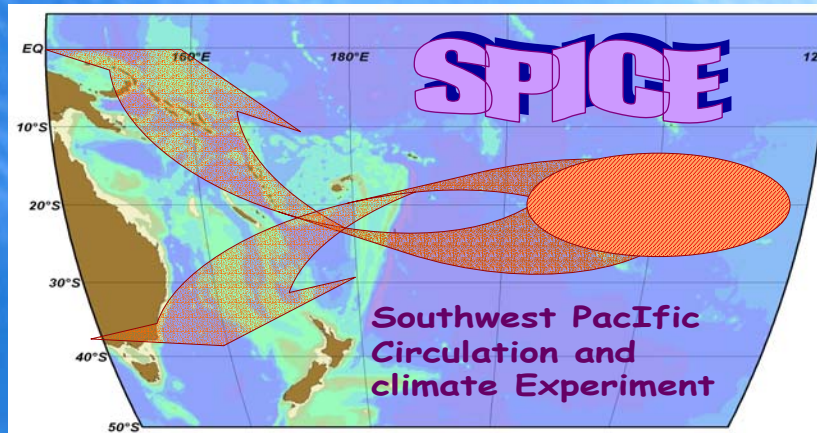 EQ
160°E 180°E 12
SPICE
10°S
20°S
30°S
Southwest PacIfic
Circulation and
climate Experiment
40°S
50°S